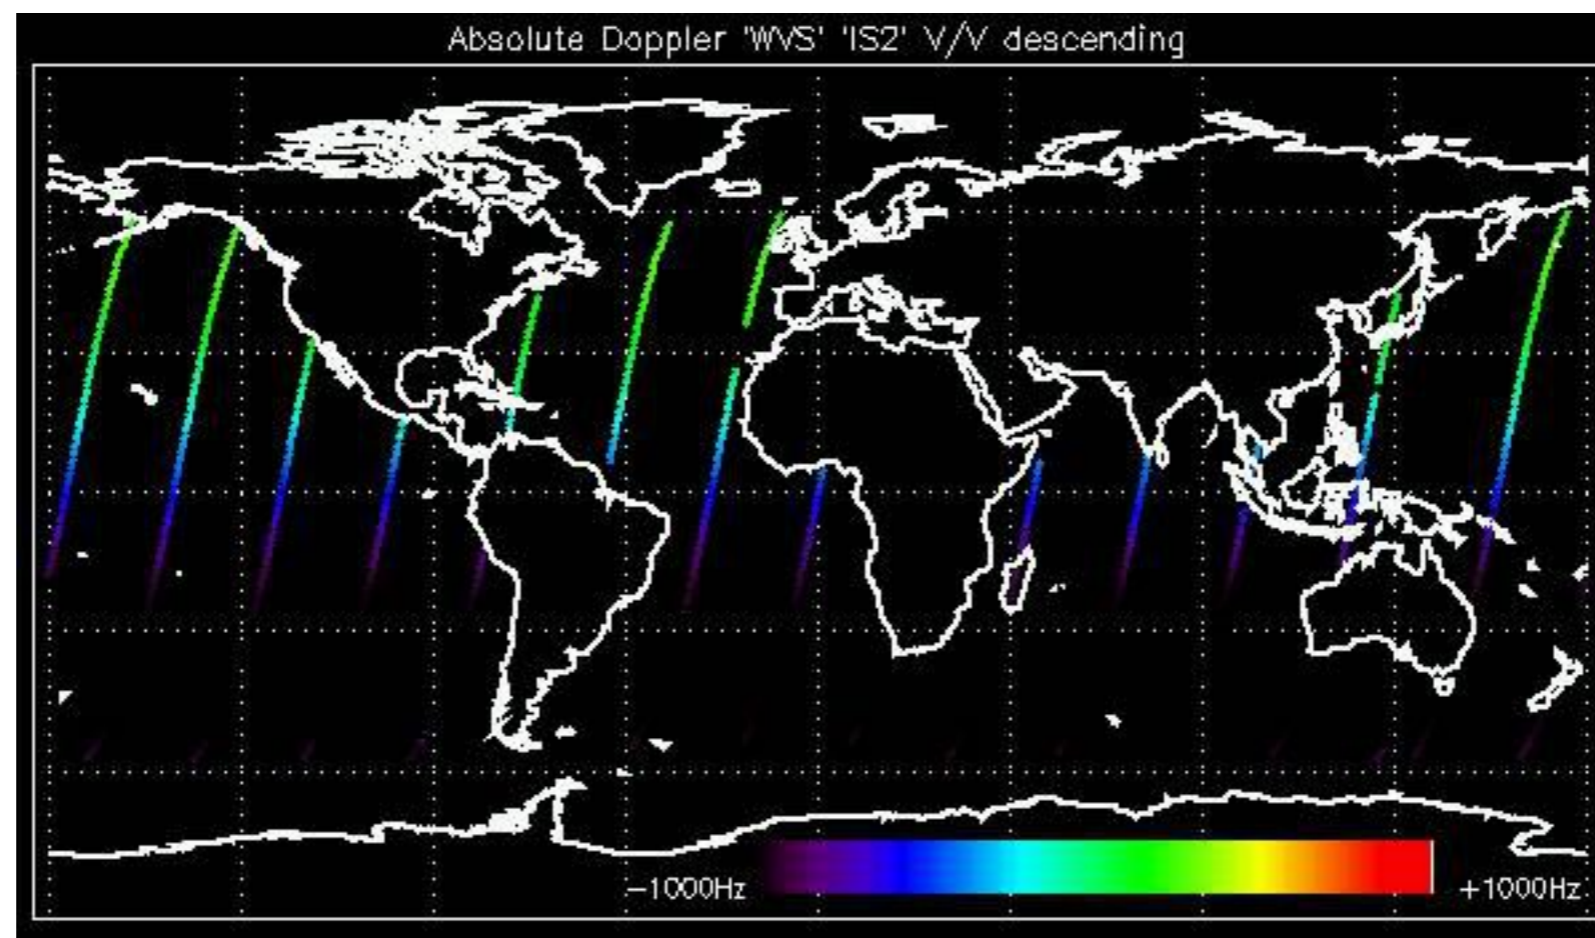 Absolute Doppler 'WVS' 'IS2' V/V descending
−1000Hz +1000Hz